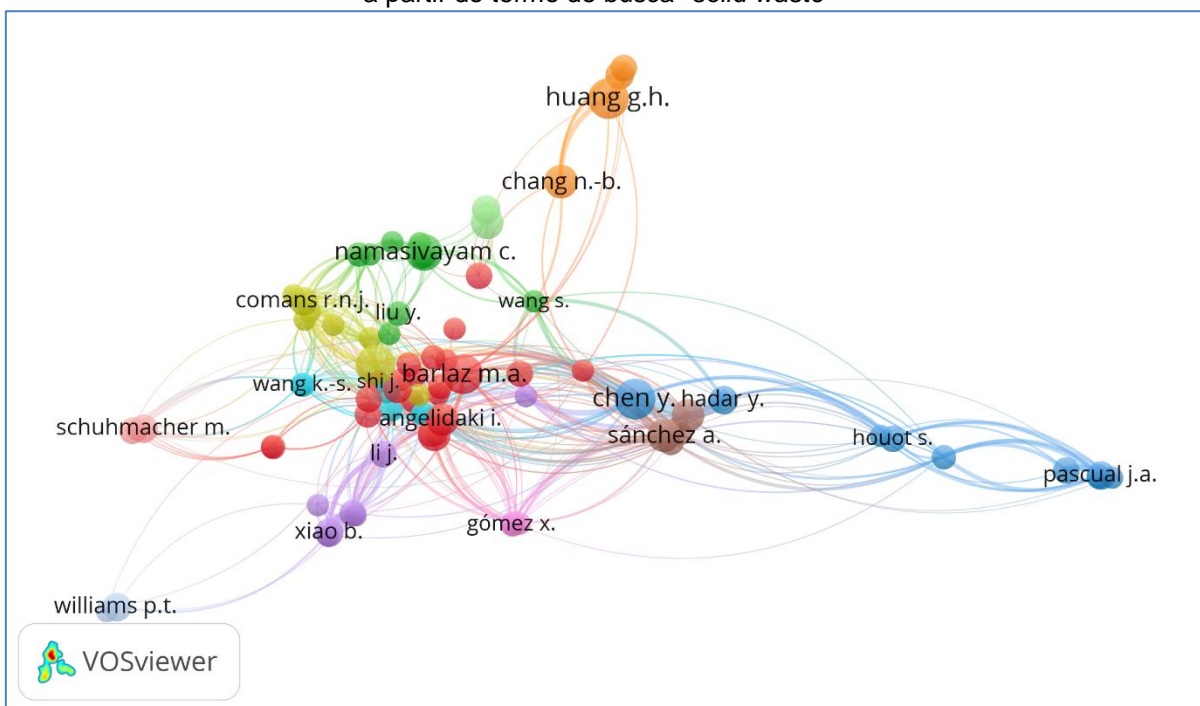 a partir do termo de busca "solid waste"
huang g.h.
chang n.-b.
namasivayam c.
comans r.n.j.
liu y.
wang s.
wang k.-s.
shi j.
barlaz m.a.
chen y.
hadar y.
schuhmacher m.
angelidaki i.
sánchez a.
houot s.
li j.
pascual j.a.
xiao b.
gómez x.
williams p.t.
VOSviewer